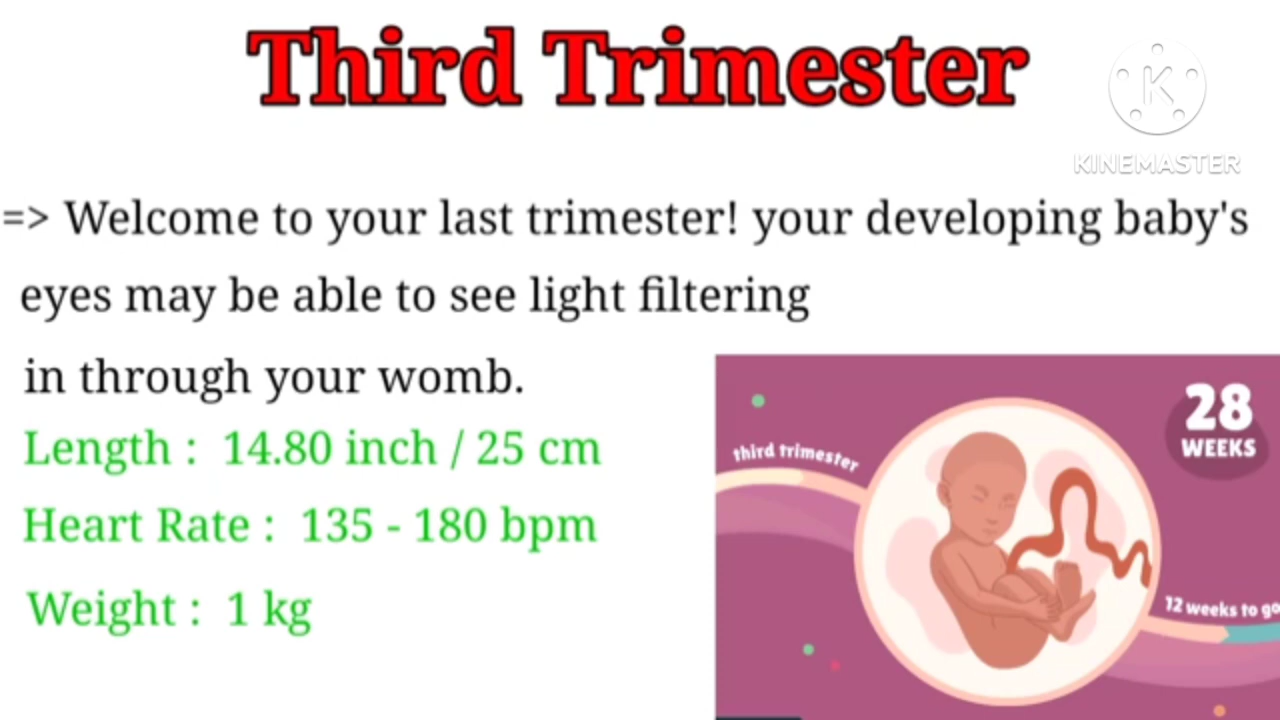 Third Trimester
K
KINEMASTER
=> Welcome to your last trimester! your developing baby's
eyes may be able to see light filtering
in through your womb.
Length : 14.80 inch / 25 cm
Heart Rate : 135 - 180 bpm
Weight : 1 kg
28
WEEKS
third trimester
12 weeks to go